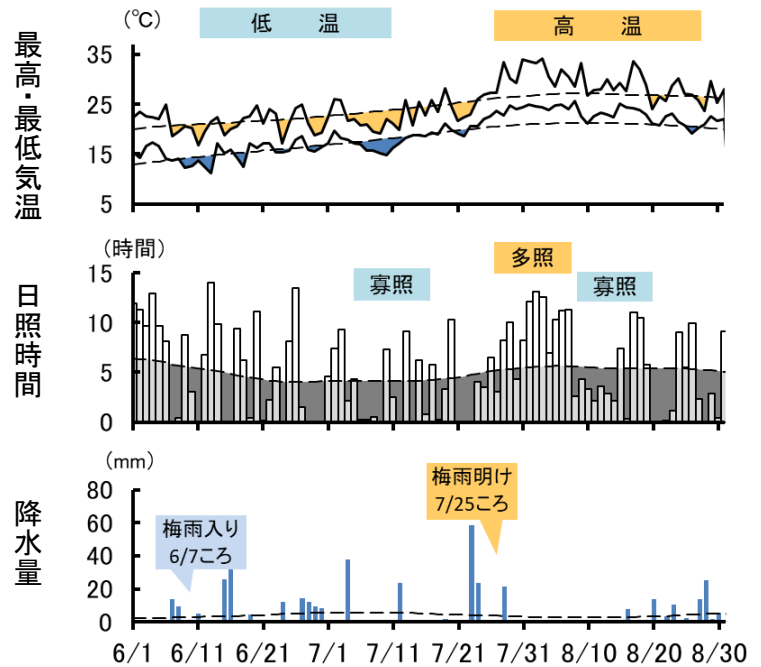 (℃)
低　温
高　温
最高・最低気温
35
25
15
5
(時間)
寡照
多照
寡照
日照時間
15
10
5
0
(mm)
降水量
80
60
40
20
0
梅雨入り
6/7ころ
梅雨明け
7/25ころ
6/1 6/11 6/21 7/1 7/11 7/21 7/31 8/10 8/20 8/30